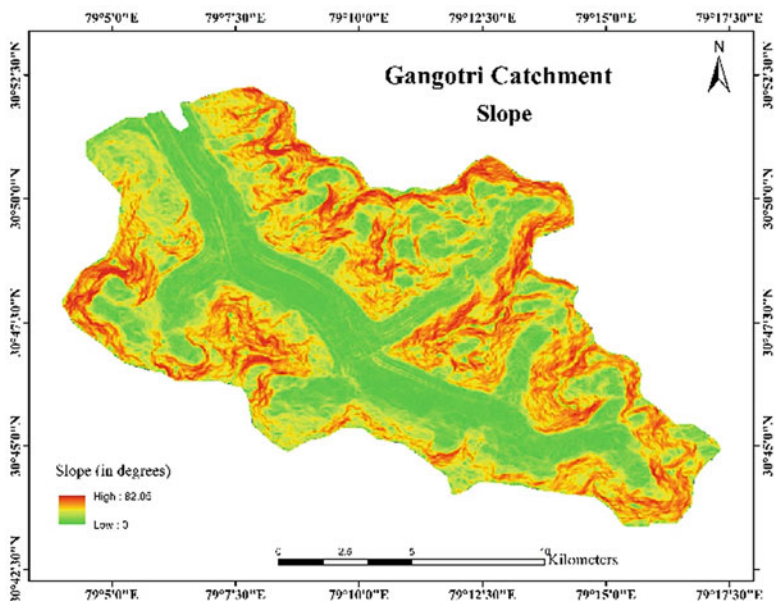 79°5'0"E 79°7'30"E 79°10'0"E 79°12'30"E 79°15'0"E 79°17'30"E
30°52'30"N 30°52'30"N
N
Gangotri Catchment
Slope
30°50'0"N 30°50'0"N
30°47'30"N 30°47'30"N
30°45'0"N 30°45'0"N
Slope (in degrees)
High : 82.06
Low : 0
0 2.5 5 10
Kilometers
30°42'30"N 30°42'30"N
79°5'0"E 79°7'30"E 79°10'0"E 79°12'30"E 79°15'0"E 79°17'30"E